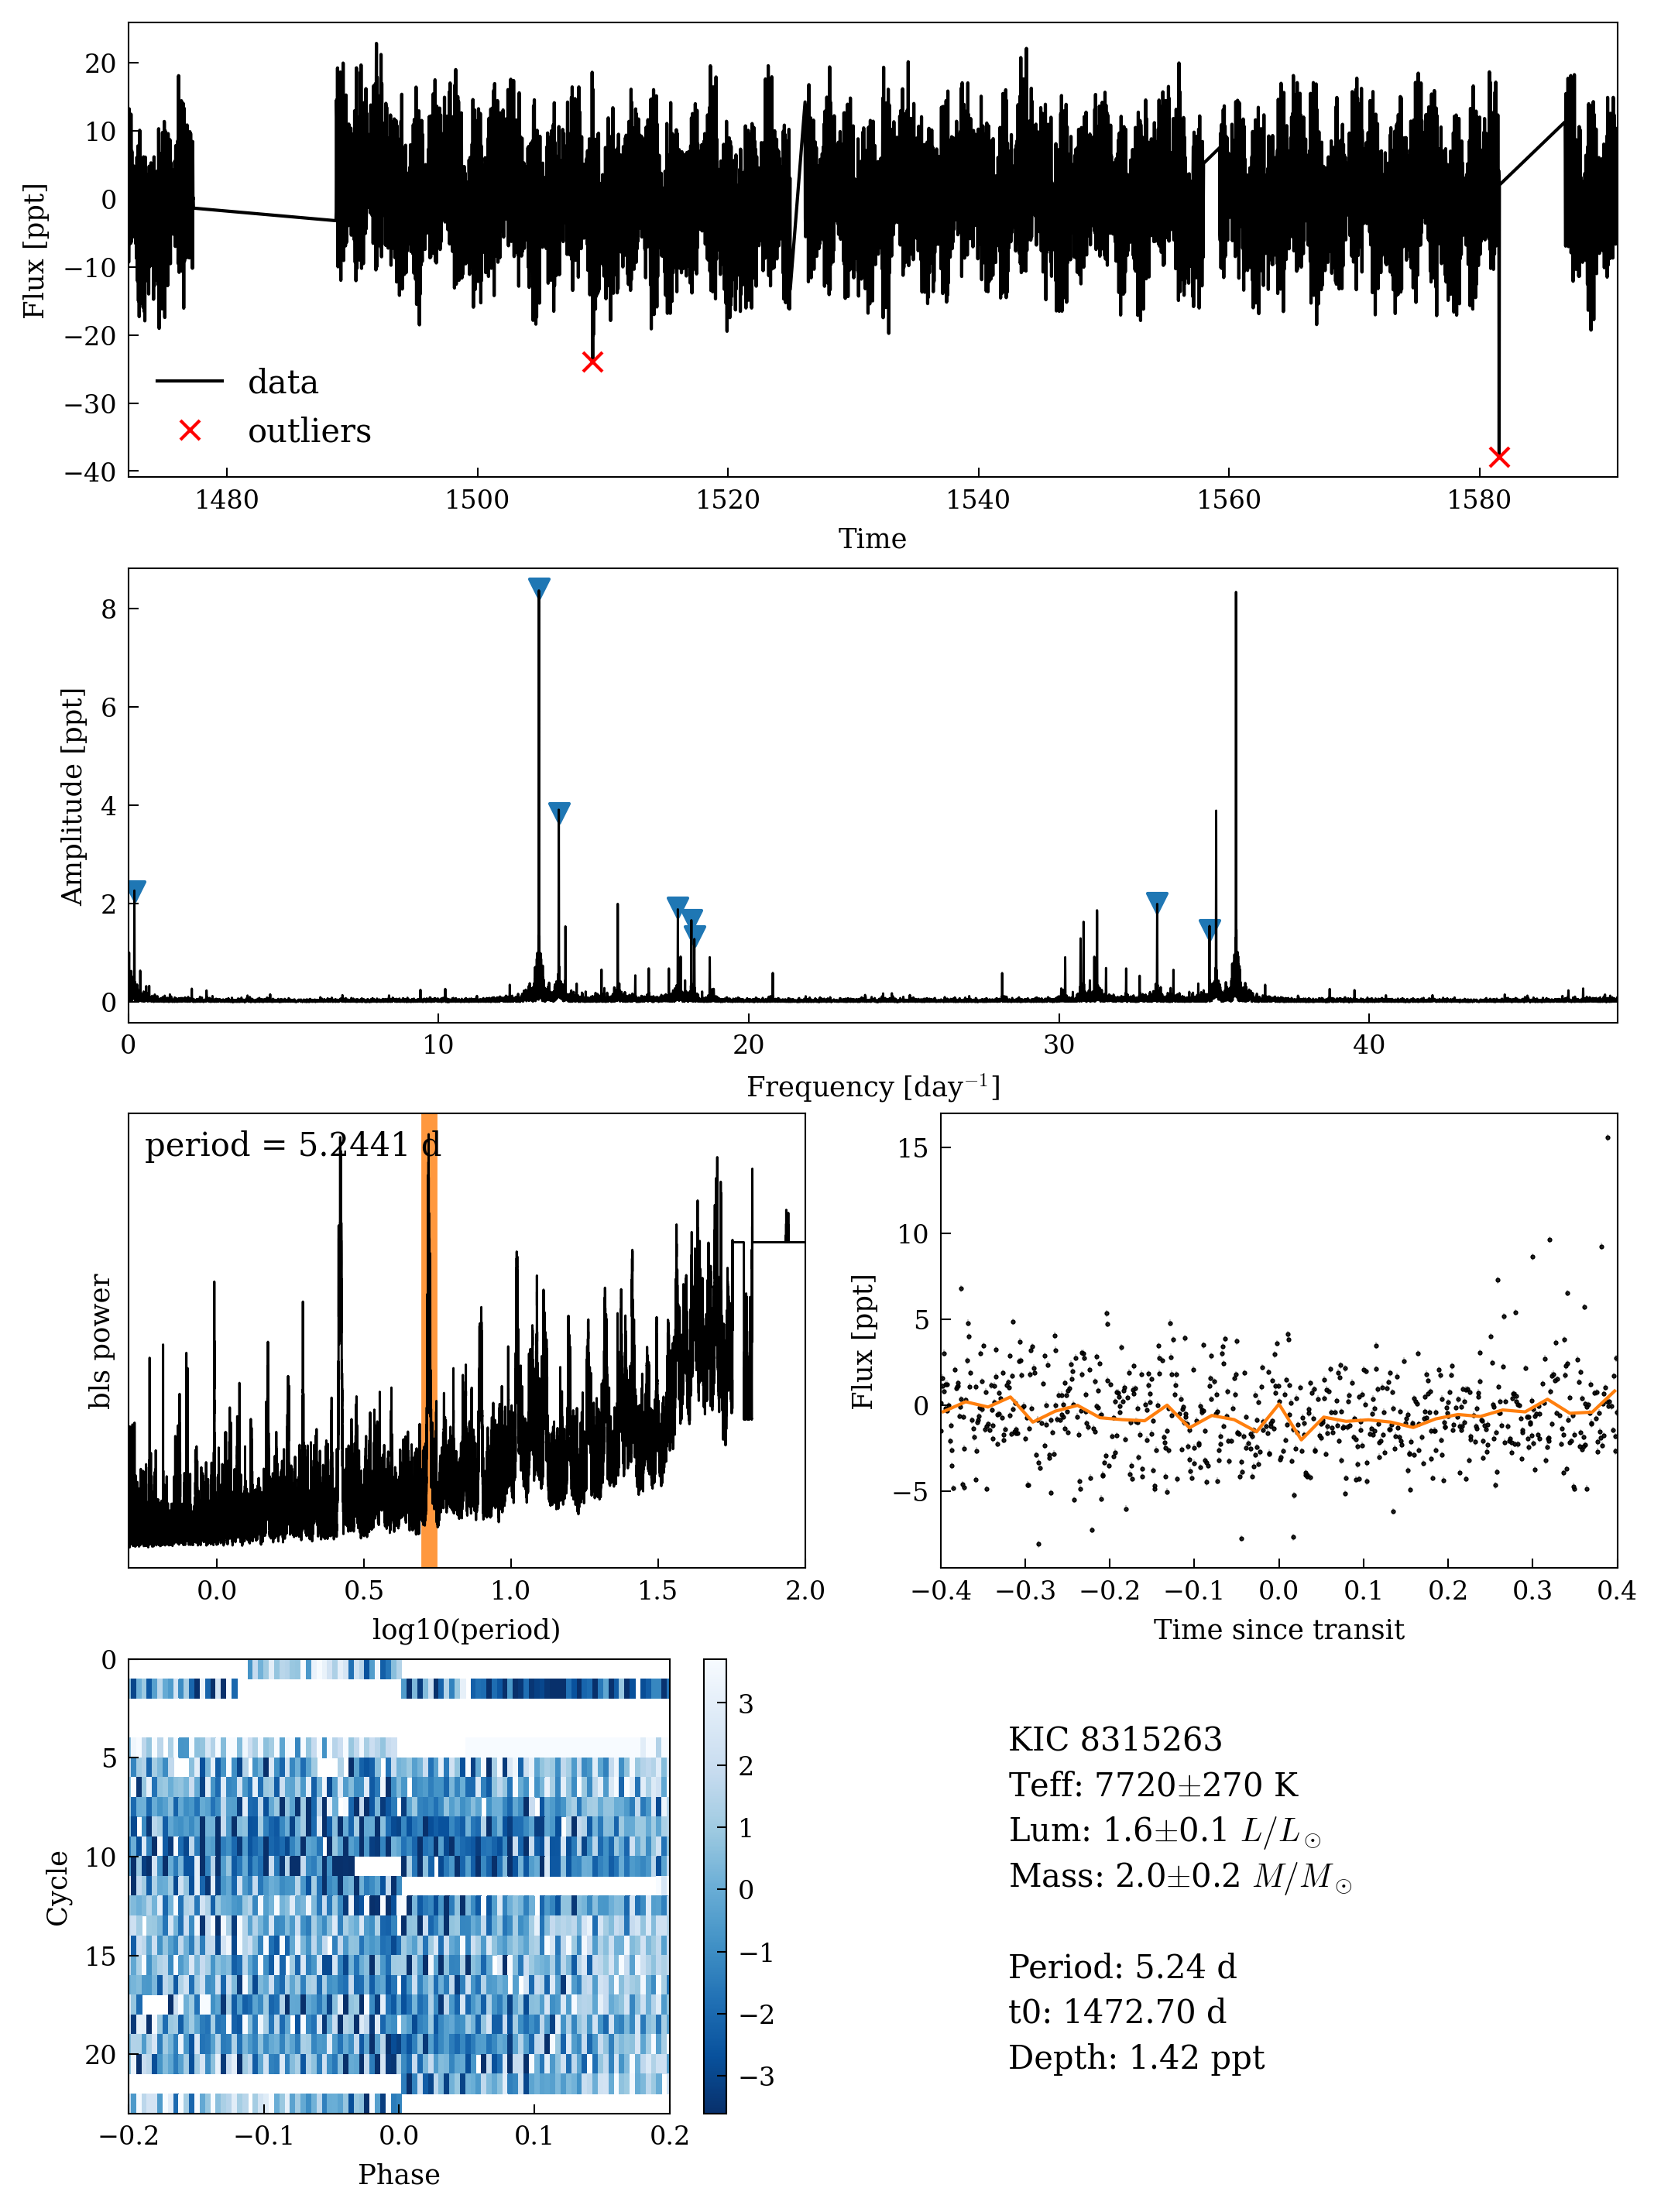 20
10
0
−10
−20
−30
−40
Flux [ppt]
data
outliers
1480 1500 1520 1540 1560 1580
Time
8
6
4
2
0
Amplitude [ppt]
0 10 20 30 40
Frequency [day⁻¹]
period = 5.2441 d
bls power
0.0 0.5 1.0 1.5 2.0
log10(period)
15
10
5
0
−5
Flux [ppt]
−0.4 −0.3 −0.2 −0.1 0.0 0.1 0.2 0.3 0.4
Time since transit
0
5
10
15
20
Cycle
−0.2 −0.1 0.0 0.1 0.2
Phase
3
2
1
0
−1
−2
−3
KIC 8315263
Teff: 7720±270 K
Lum: 1.6±0.1 L/L⊙
Mass: 2.0±0.2 M/M⊙
Period: 5.24 d
t0: 1472.70 d
Depth: 1.42 ppt